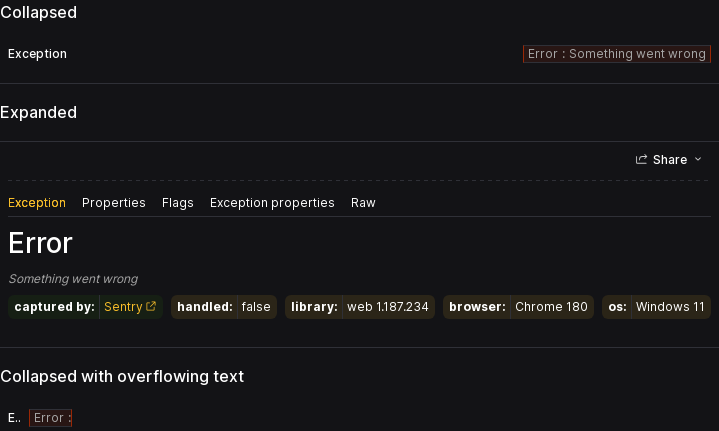 Collapsed
Exception Error : Something went wrong
Expanded
Share
Exception Properties Flags Exception properties Raw
Error
Something went wrong
captured by: Sentry handled: false library: web 1.187.234 browser: Chrome 180 os: Windows 11
Collapsed with overflowing text
E.. Error :